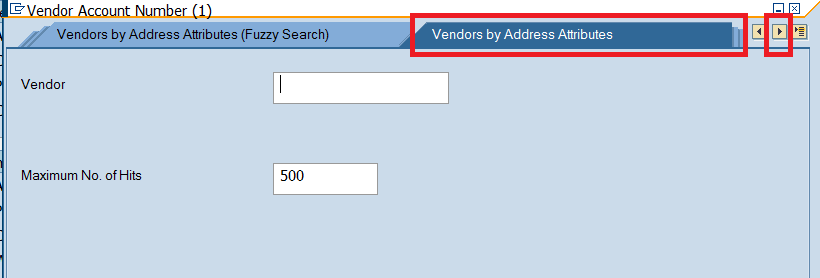 Vendor Account Number (1)
Vendors by Address Attributes (Fuzzy Search)
Vendors by Address Attributes
Vendor
Maximum No. of Hits
500